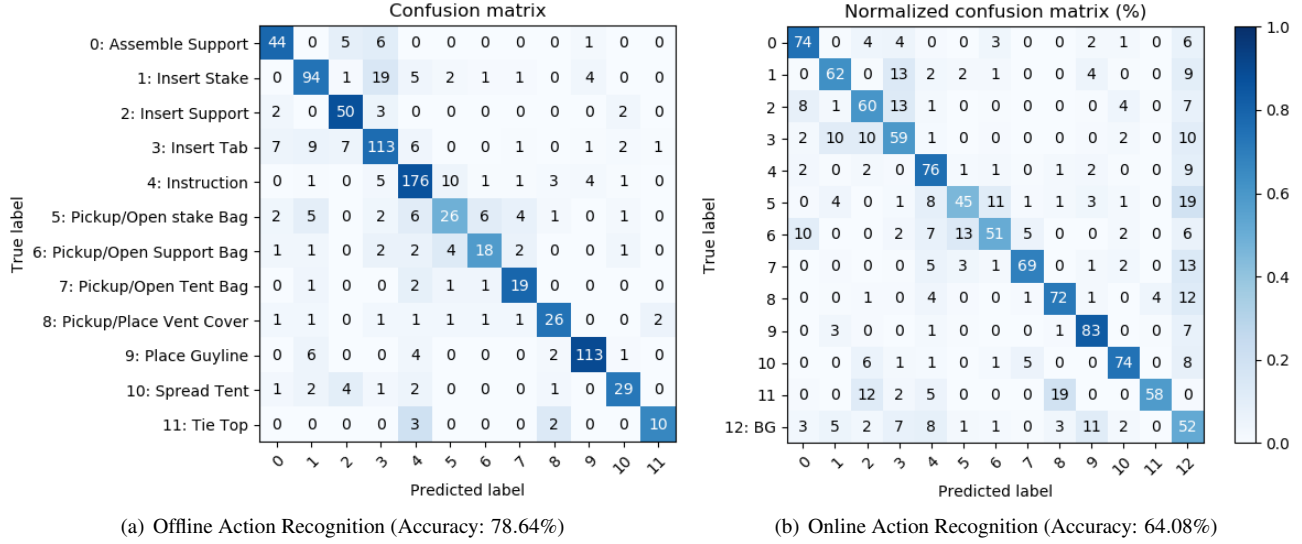 Confusion matrix
0: Assemble Support 44 0 5 6 0 0 0 0 0 1 0 0
1: Insert Stake 0 94 1 19 5 2 1 1 0 4 0 0
2: Insert Support 2 0 50 3 0 0 0 0 0 0 2 0
3: Insert Tab 7 9 7 113 6 0 0 1 0 1 2 1
4: Instruction 0 1 0 5 176 10 1 1 3 4 1 0
5: Pickup/Open stake Bag 2 5 0 2 6 26 6 4 0 1 1 0
6: Pickup/Open Support Bag 1 1 0 2 2 4 18 2 0 0 1 0
7: Pickup/Open Tent Bag 0 1 0 0 2 1 1 19 0 0 0 0
8: Pickup/Place Vent Cover 1 1 0 1 1 1 1 1 26 0 0 2
9: Place Guyline 0 6 0 0 4 0 0 0 2 113 1 0
10: Spread Tent 1 2 4 1 2 0 0 0 1 0 29 0
11: Tie Top 0 0 0 0 3 0 0 0 2 0 0 10
0 1 2 3 4 5 6 7 8 9 10 11
True label
Predicted label
(a) Offline Action Recognition (Accuracy: 78.64%)
Normalized confusion matrix (%)
0 74 0 4 4 0 0 3 0 0 2 1 0 6
1 0 62 0 13 2 2 1 0 0 4 0 0 9
2 8 1 60 13 1 0 0 0 0 0 4 0 7
3 2 10 10 59 1 0 0 0 0 0 2 0 10
4 2 0 2 0 76 1 1 0 1 2 0 0 9
5 0 4 0 1 8 45 11 1 1 3 1 0 19
6 10 0 0 2 7 13 51 5 0 0 2 0 6
7 0 0 0 0 5 3 1 69 0 1 2 0 13
8 0 0 1 0 4 0 0 1 72 1 0 4 12
9 0 3 0 0 1 0 0 0 1 83 0 0 7
10 0 0 6 1 1 0 1 5 0 0 74 0 8
11 0 0 12 2 5 0 0 0 19 0 0 58 0
12: BG 3 5 2 7 8 1 1 0 3 11 2 0 52
0 1 2 3 4 5 6 7 8 9 10 11 12
True label
Predicted label
1.0
0.8
0.6
0.4
0.2
0.0
(b) Online Action Recognition (Accuracy: 64.08%)